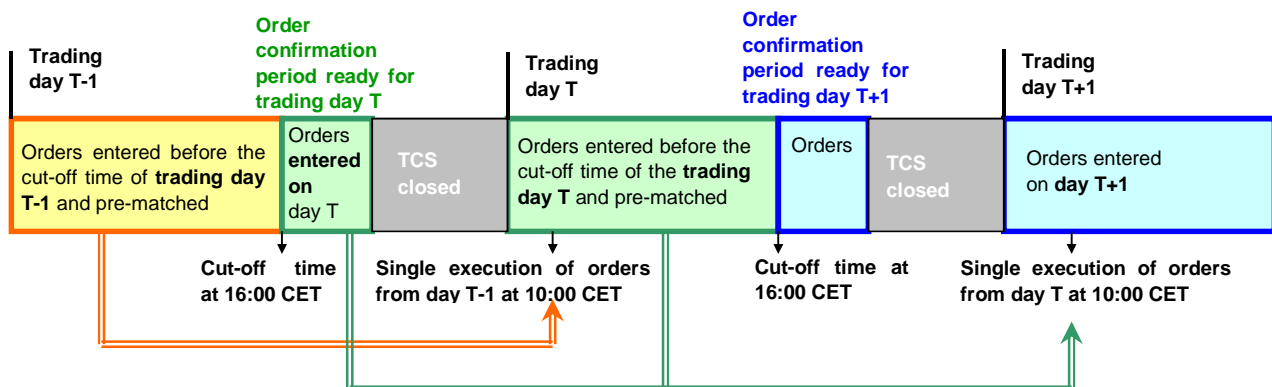 Trading
day T-1
Order
confirmation
period ready for
trading day T
Trading
day T
Order
confirmation
period ready for
trading day T+1
Trading
day T+1
Orders entered before the
cut-off time of trading day
T-1 and pre-matched
Orders
entered
on
day T
TCS
closed
Orders entered before the
cut-off time of the trading
day T and pre-matched
Orders
TCS
closed
Orders entered
on day T+1
Cut-off time
at 16:00 CET
Single execution of orders
from day T-1 at 10:00 CET
Cut-off time at
16:00 CET
Single execution of orders
from day T at 10:00 CET